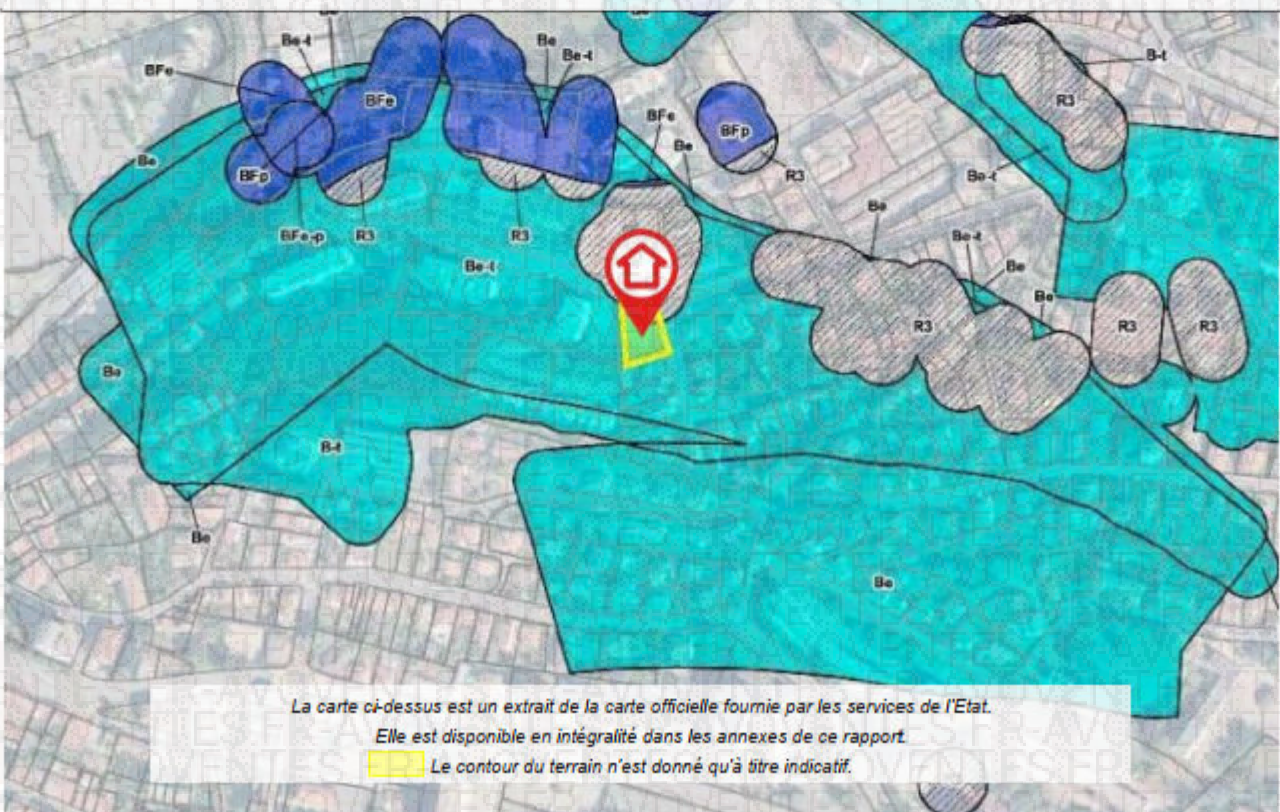 Be-t
Be
Be-t
BFe
BFe
BFe
BFp
B-t
R3
Be
Be
BFp
R3
Be-t
BFe-p
R3
R3
Be
Be-t
Be-t
Be
Be
R3
R3
R3
B-t
Be
Be
La carte ci-dessus est un extrait de la carte officielle fournie par les services de l'Etat.
Elle est disponible en intégralité dans les annexes de ce rapport.
Le contour du terrain n'est donné qu'à titre indicatif.